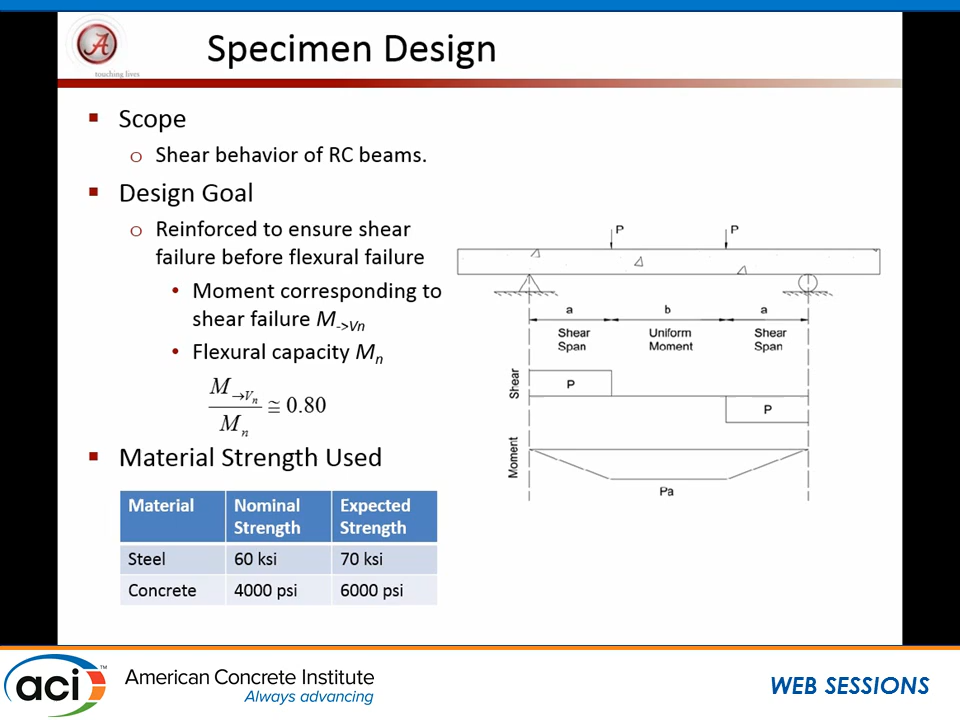 A
touching lives
Specimen Design
▪ Scope
o Shear behavior of RC beams.
▪ Design Goal
o Reinforced to ensure shear
failure before flexural failure
• Moment corresponding to
shear failure M->Vn
• Flexural capacity Mn
M→Vn / Mn ≅ 0.80
▪ Material Strength Used
Material Nominal Strength Expected Strength
Steel 60 ksi 70 ksi
Concrete 4000 psi 6000 psi
P P
a b a
Shear Span Uniform Moment Shear Span
Shear
P
P
Moment
Pa
aci™
American Concrete Institute
Always advancing
WEB SESSIONS